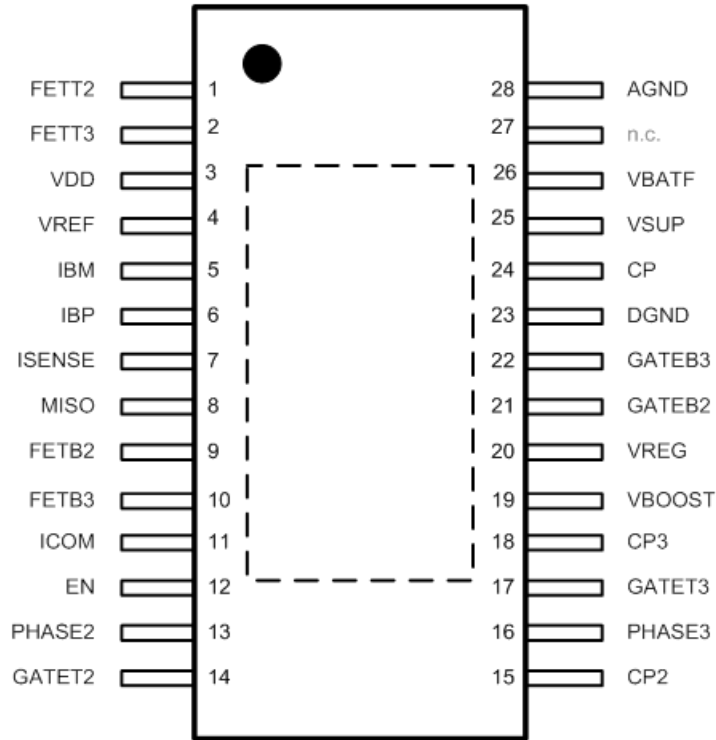 FETT2 1 28 AGND
FETT3 2 27 n.c.
VDD 3 26 VBATF
VREF 4 25 VSUP
IBM 5 24 CP
IBP 6 23 DGND
ISENSE 7 22 GATEB3
MISO 8 21 GATEB2
FETB2 9 20 VREG
FETB3 10 19 VBOOST
ICOM 11 18 CP3
EN 12 17 GATET3
PHASE2 13 16 PHASE3
GATET2 14 15 CP2